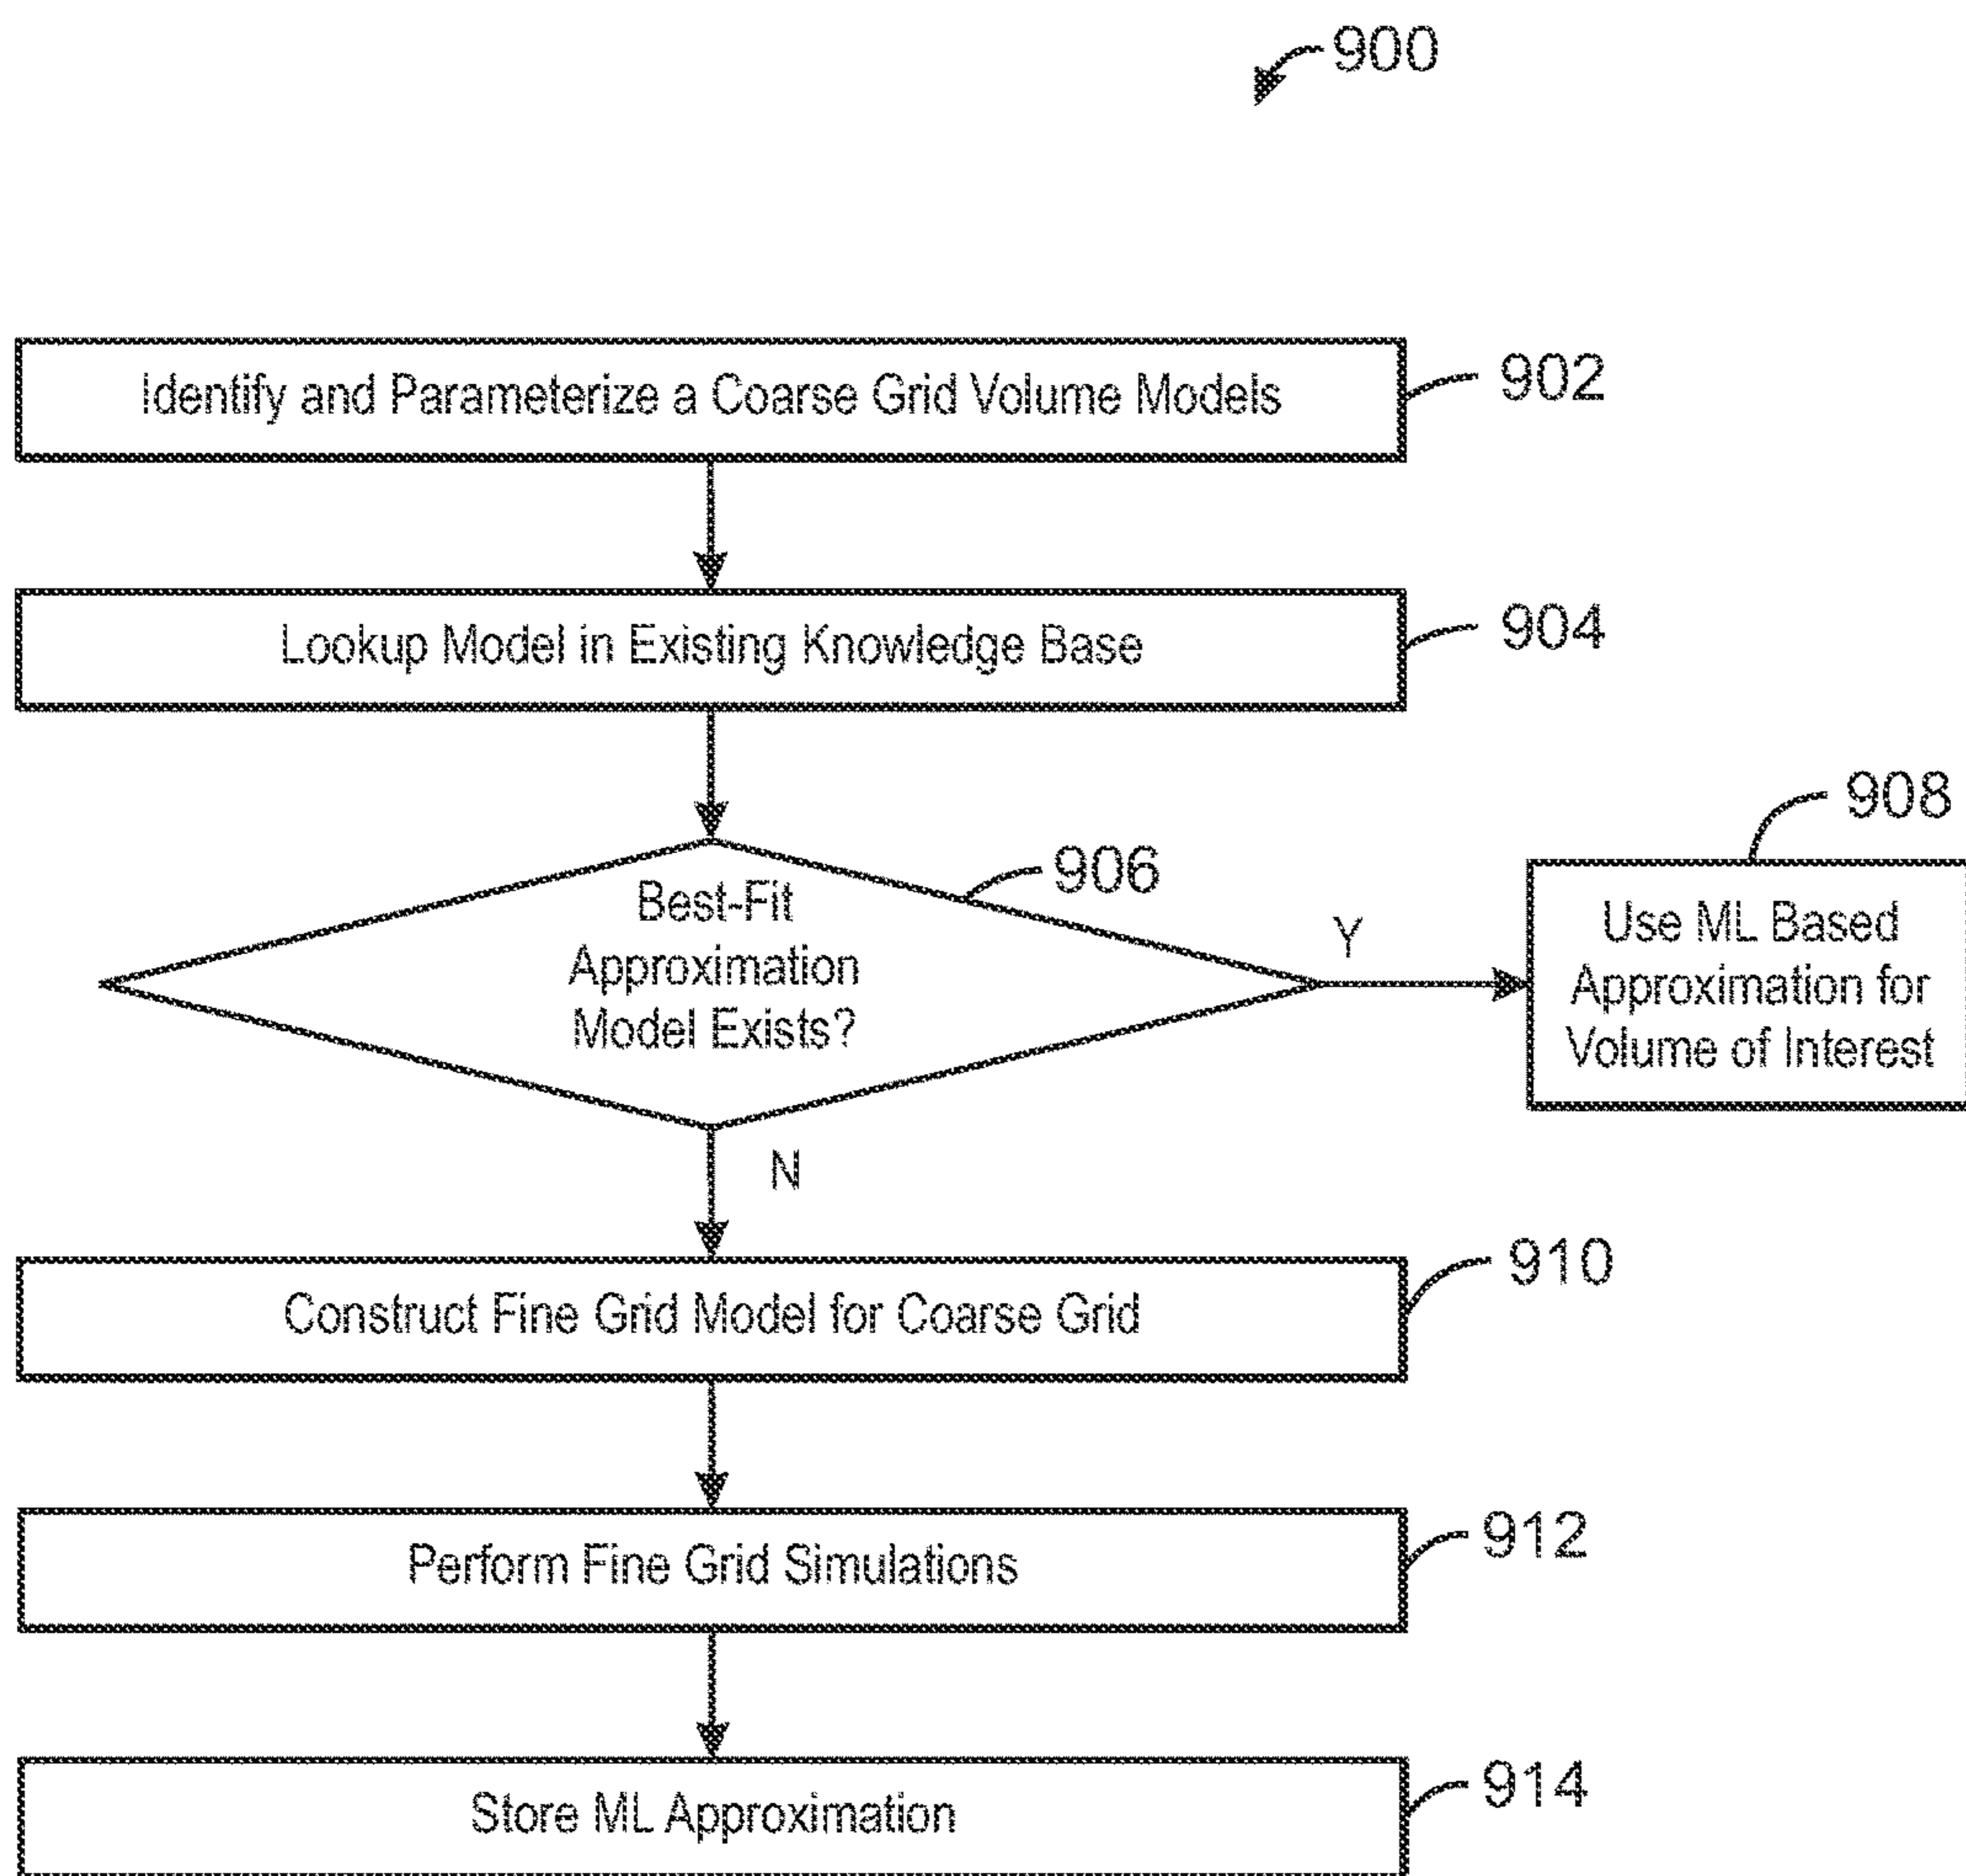 900
Identify and Parameterize a Coarse Grid Volume Models
902
Lookup Model in Existing Knowledge Base
904
Best-Fit
Approximation
Model Exists?
906
Y
908
Use ML Based
Approximation for
Volume of Interest
N
Construct Fine Grid Model for Coarse Grid
910
Perform Fine Grid Simulations
912
Store ML Approximation
914